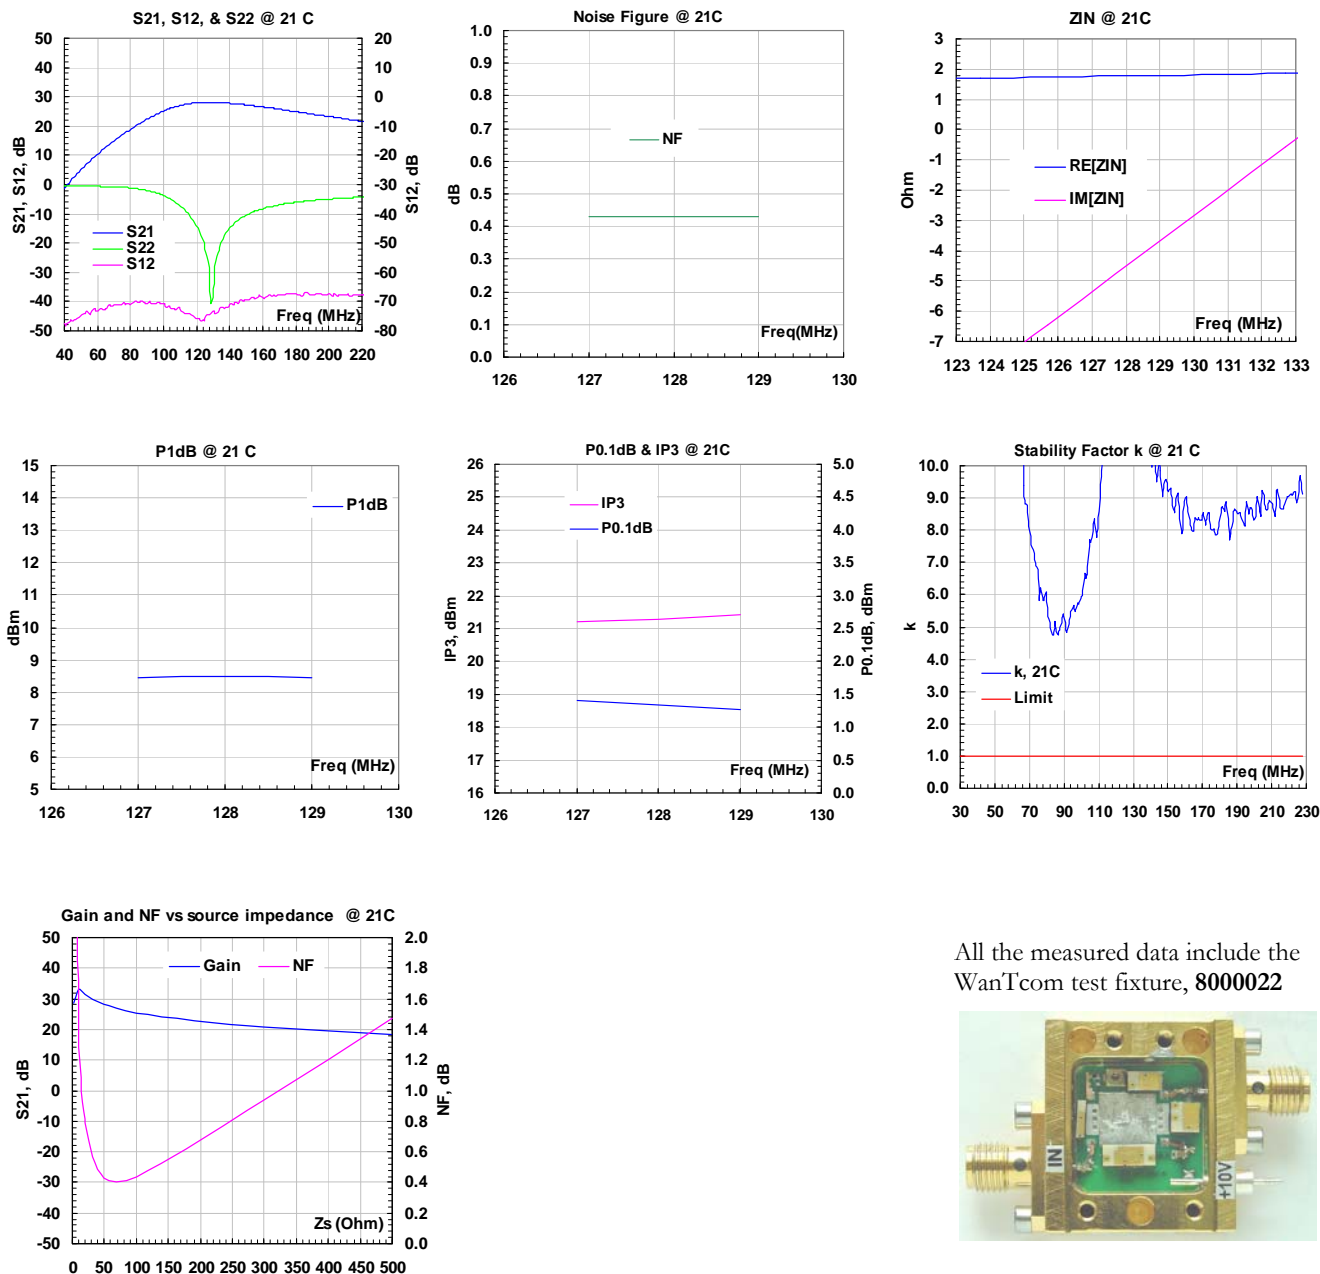 S21, S12, & S22 @ 21 C
50
40
30
20
10
0
-10
-20
-30
-40
-50
S21, S12, dB
20
10
0
-10
-20
-30
-40
-50
-60
-70
-80
S12, dB
S21
S22
S12
Freq (MHz)
40 60 80 100 120 140 160 180 200 220
Noise Figure @ 21C
1.0
0.9
0.8
0.7
0.6
0.5
0.4
0.3
0.2
0.1
0.0
dB
NF
Freq(MHz)
126 127 128 129 130
ZIN @ 21C
3
2
1
0
-1
-2
-3
-4
-5
-6
-7
Ohm
RE[ZIN]
IM[ZIN]
Freq (MHz)
123 124 125 126 127 128 129 130 131 132 133
P1dB @ 21 C
15
14
13
12
11
10
9
8
7
6
5
dBm
P1dB
Freq (MHz)
126 127 128 129 130
P0.1dB & IP3 @ 21C
26
25
24
23
22
21
20
19
18
17
16
IP3, dBm
5.0
4.5
4.0
3.5
3.0
2.5
2.0
1.5
1.0
0.5
0.0
P0.1dB, dBm
IP3
P0.1dB
Freq (MHz)
126 127 128 129 130
Stability Factor k @ 21 C
10.0
9.0
8.0
7.0
6.0
5.0
4.0
3.0
2.0
1.0
0.0
k
k, 21C
Limit
Freq (MHz)
30 50 70 90 110 130 150 170 190 210 230
Gain and NF vs source impedance @ 21C
50
40
30
20
10
0
-10
-20
-30
-40
-50
S21, dB
2.0
1.8
1.6
1.4
1.2
1.0
0.8
0.6
0.4
0.2
0.0
NF, dB
Gain
NF
Zs (Ohm)
0 50 100 150 200 250 300 350 400 450 500
All the measured data include the
WanTcom test fixture, 8000022
IN
+10V